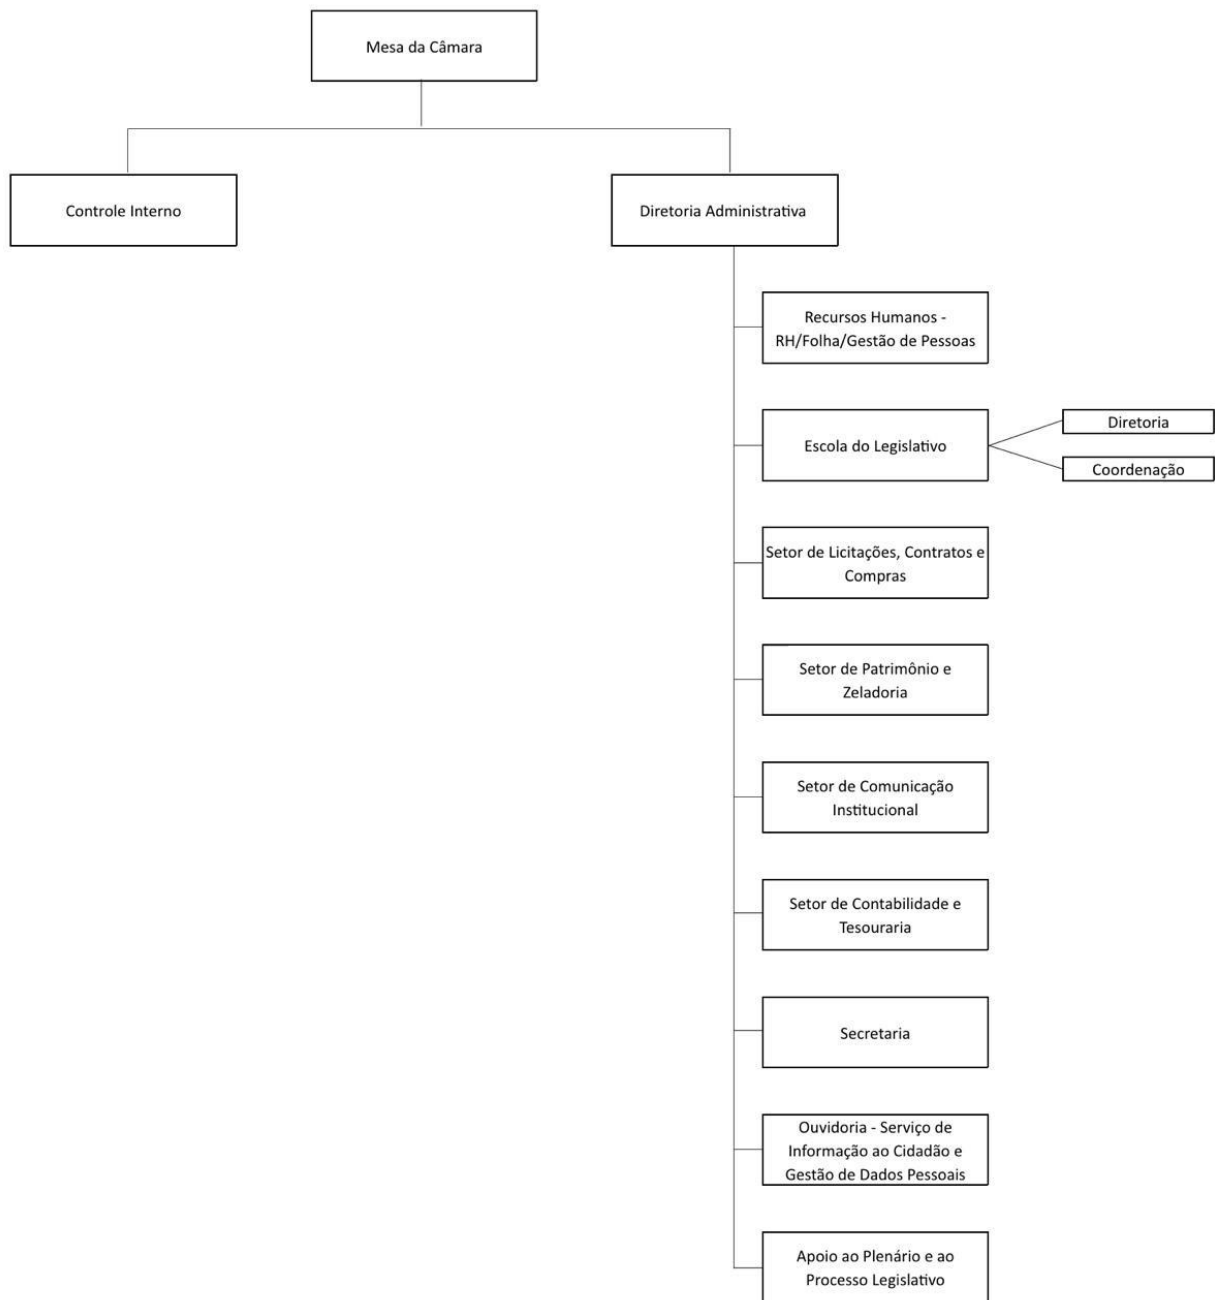 Mesa da Câmara
Controle Interno
Diretoria Administrativa
Recursos Humanos -
RH/Folha/Gestão de Pessoas
Escola do Legislativo
Diretoria
Coordenação
Setor de Licitações, Contratos e
Compras
Setor de Patrimônio e
Zeladoria
Setor de Comunicação
Institucional
Setor de Contabilidade e
Tesouraria
Secretaria
Ouvidoria - Serviço de
Informação ao Cidadão e
Gestão de Dados Pessoais
Apoio ao Plenário e ao
Processo Legislativo